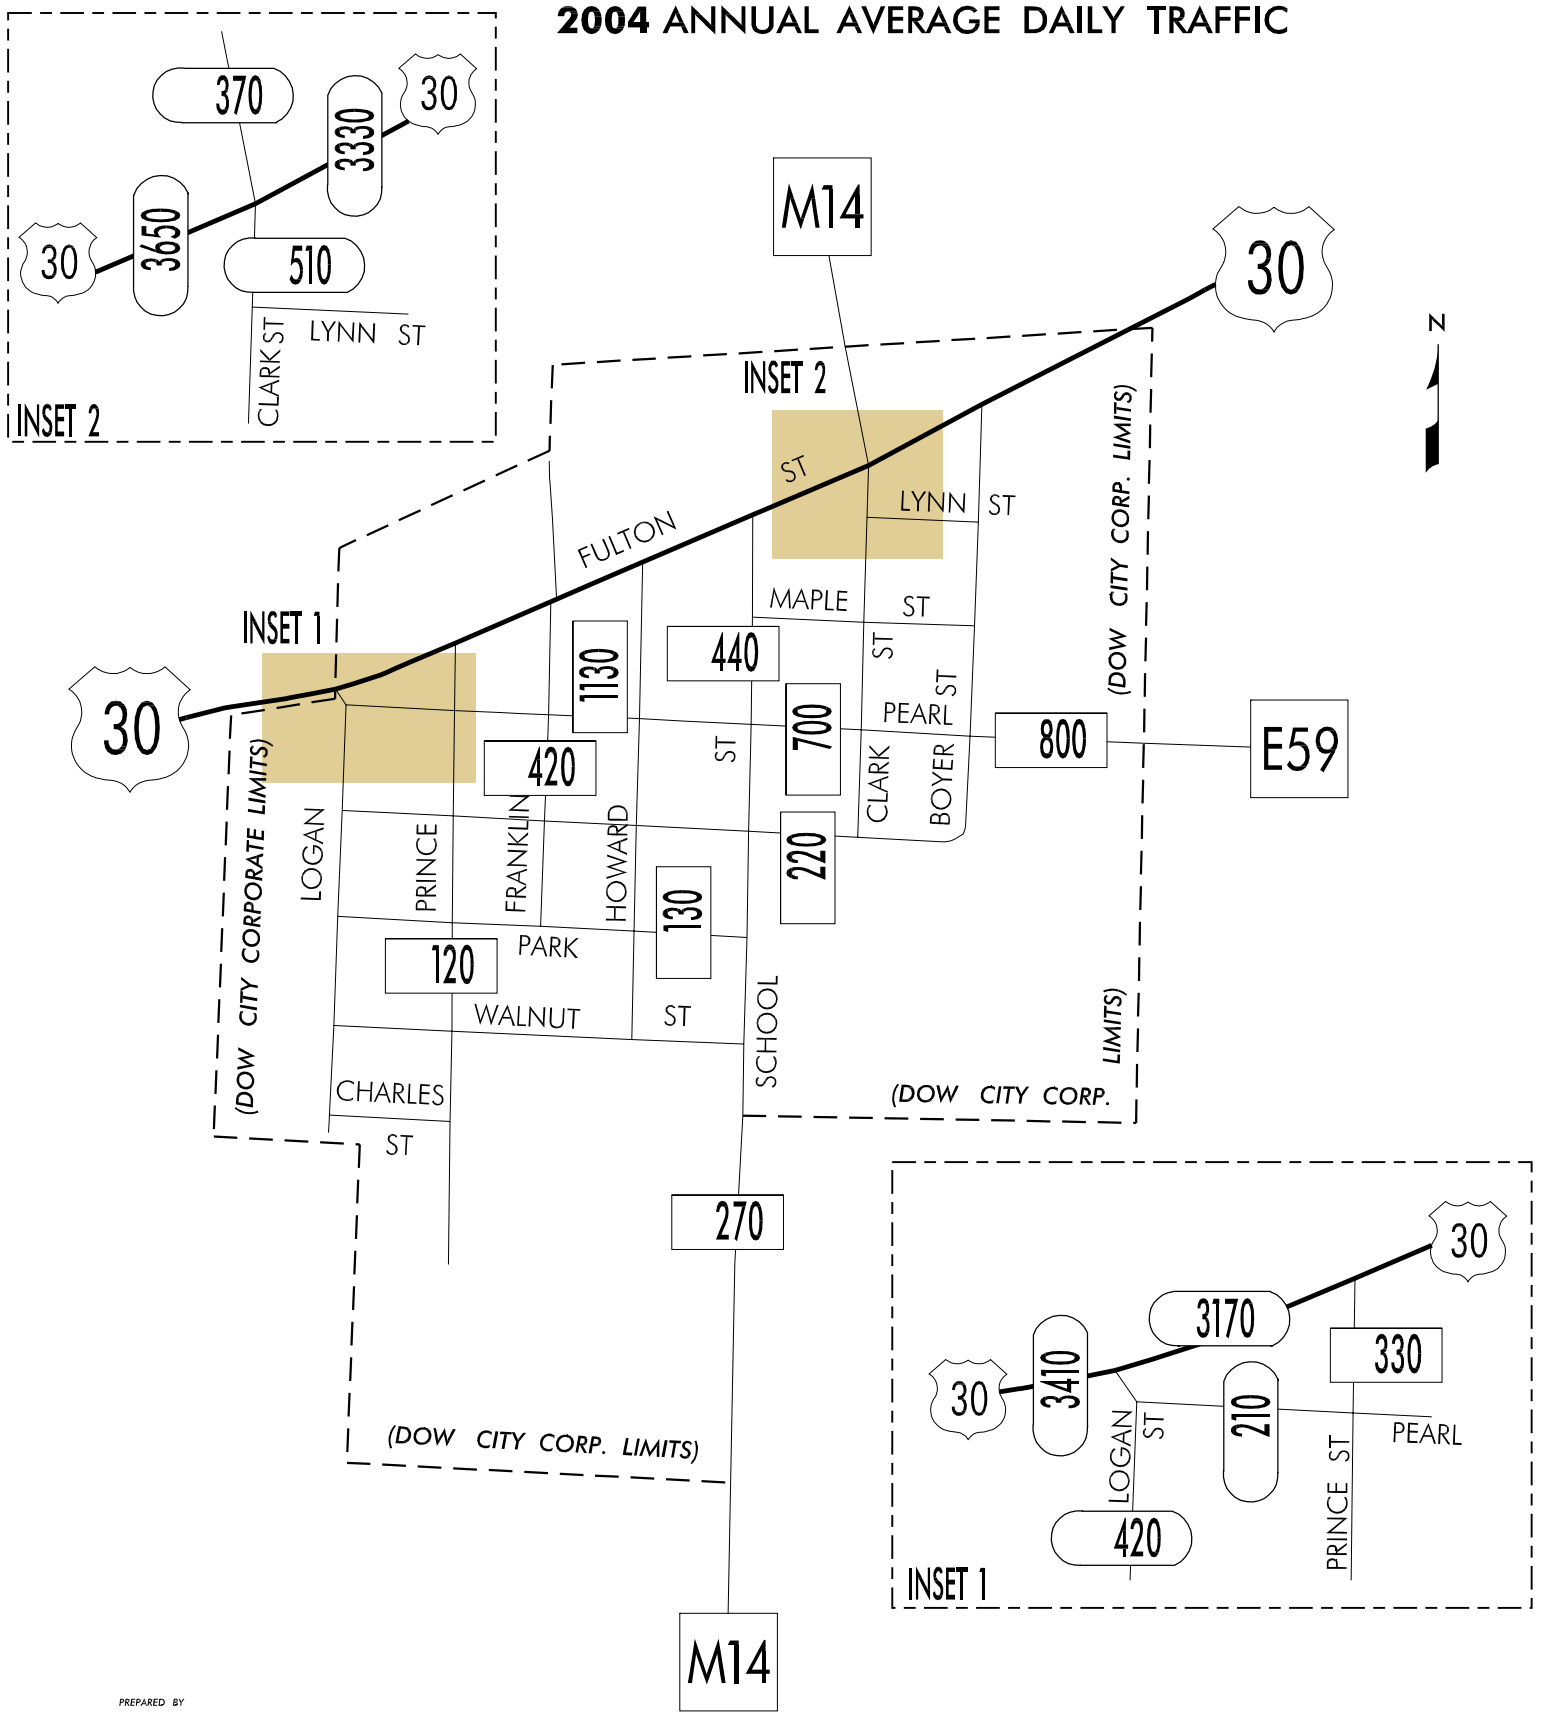 2004 ANNUAL AVERAGE DAILY TRAFFIC
370
3330
30
3650
30
510
LYNN ST
CLARK ST
INSET 2
M14
30
N
INSET 2
ST
LYNN ST
FULTON
(DOW CITY CORP. LIMITS)
MAPLE ST
INSET 1
1130
440
ST
30
700
ST
PEARL
800
E59
420
ST
CLARK
BOYER
(DOW CITY CORPORATE LIMITS)
LOGAN
PRINCE
FRANKLIN
HOWARD
220
130
PARK
120
WALNUT ST
SCHOOL
LIMITS)
CHARLES
ST
(DOW CITY CORP.
270
30
3170
3410
330
30
LOGAN
ST
210
PEARL
PRINCE ST
420
INSET 1
(DOW CITY CORP. LIMITS)
M14
PREPARED BY